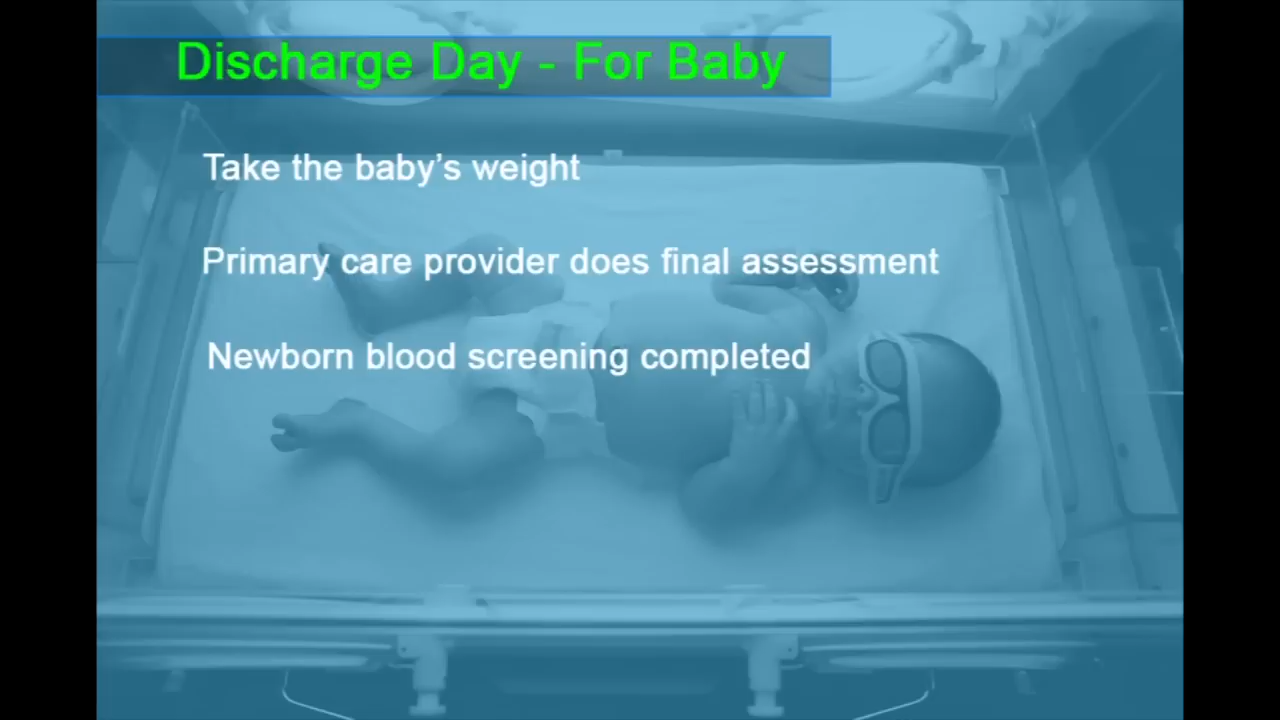 Discharge Day - For Baby
Take the baby’s weight
Primary care provider does final assessment
Newborn blood screening completed